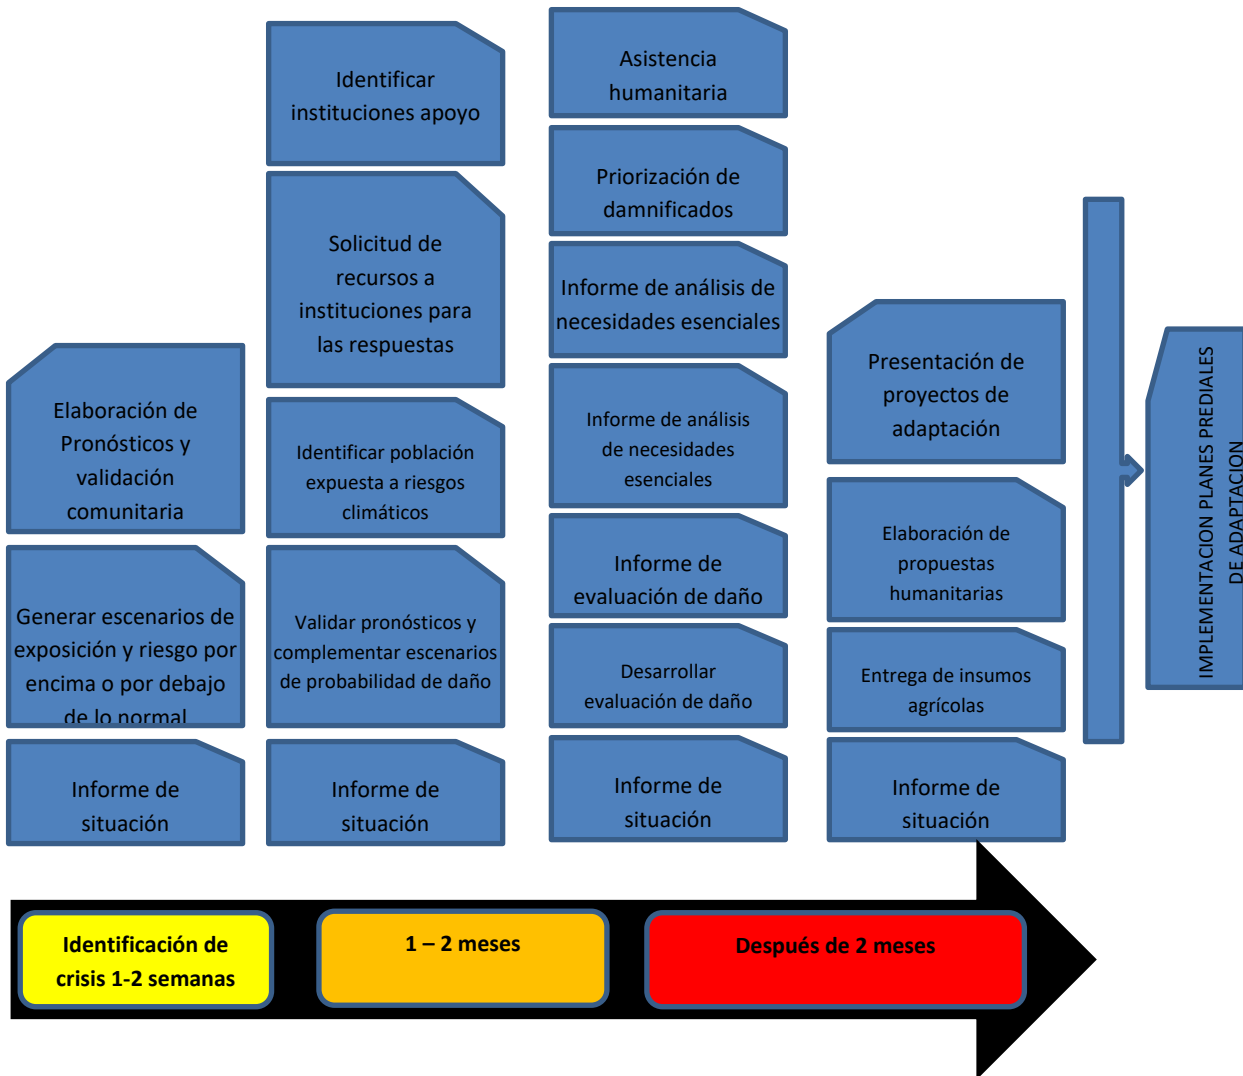 Elaboración de
Pronósticos y
validación
comunitaria
Generar escenarios de
exposición y riesgo por
encima o por debajo
de lo normal
Informe de
situación
Identificar
instituciones apoyo
Solicitud de
recursos a
instituciones para
las respuestas
Identificar población
expuesta a riesgos
climáticos
Validar pronósticos y
complementar escenarios
de probabilidad de daño
Informe de
situación
Asistencia
humanitaria
Priorización de
damnificados
Informe de análisis de
necesidades esenciales
Informe de análisis
de necesidades
esenciales
Informe de
evaluación de daño
Desarrollar
evaluación de daño
Informe de
situación
Presentación de
proyectos de
adaptación
Elaboración de
propuestas
humanitarias
Entrega de insumos
agrícolas
Informe de
situación
IMPLEMENTACION PLANES PREDIALES
DE ADAPTACION
Identificación de
crisis 1-2 semanas
1 – 2 meses
Después de 2 meses